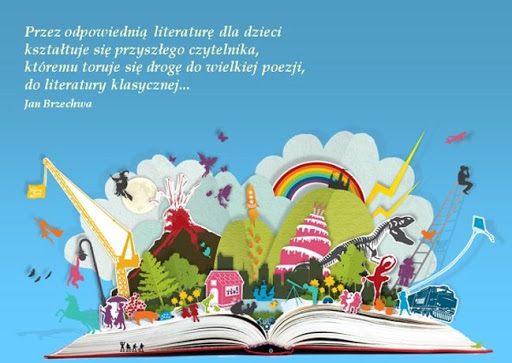 Przez odpowiednią literaturę dla dzieci
kształtuje się przyszłego czytelnika,
któremu toruje się drogę do wielkiej poezji,
do literatury klasycznej...
Jan Brzechwa